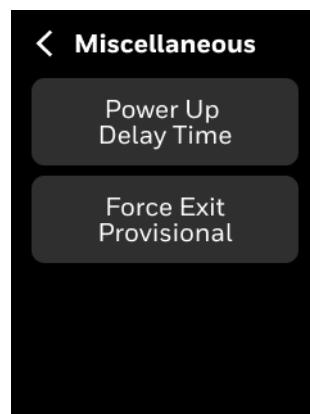 Miscellaneous
Power Up
Delay Time
Force Exit
Provisional